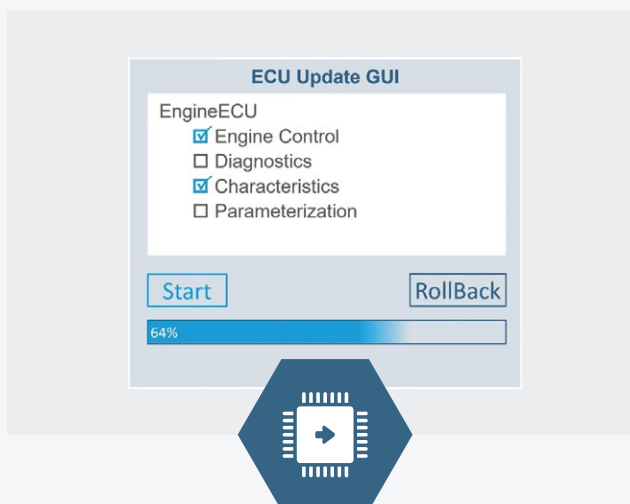 ECU Update GUI
EngineECU
Engine Control
Diagnostics
Characteristics
Parameterization
Start
RollBack
64%